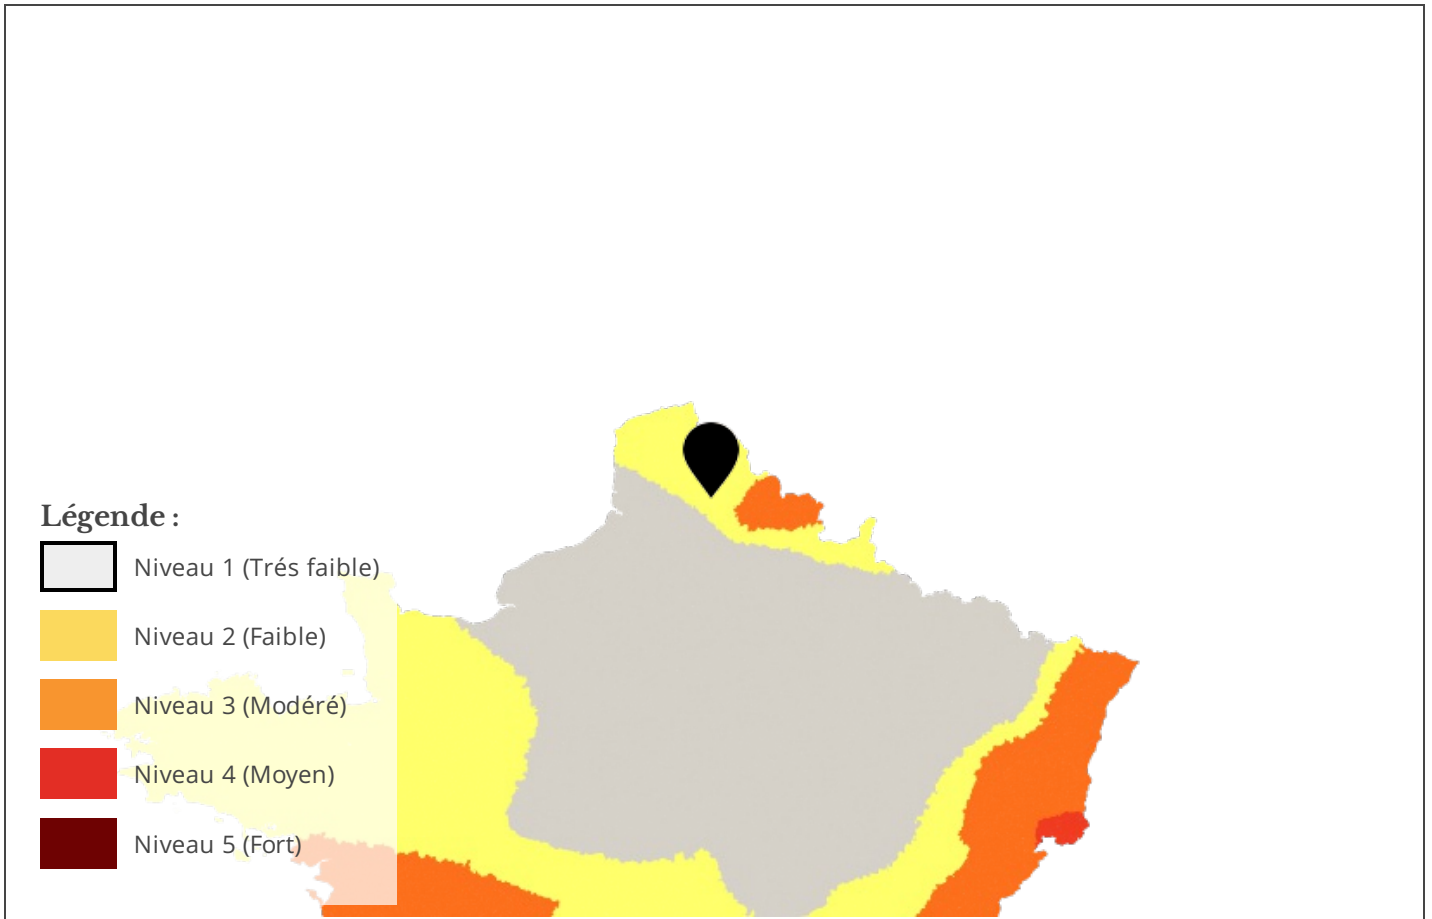 Légende :
Niveau 1 (Trés faible)
Niveau 2 (Faible)
Niveau 3 (Modéré)
Niveau 4 (Moyen)
Niveau 5 (Fort)